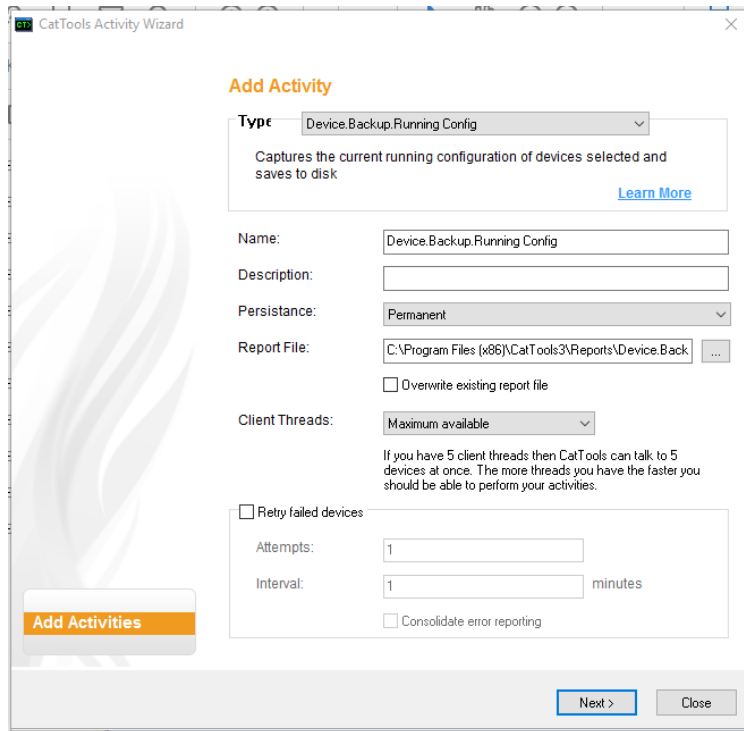 CatTools Activity Wizard
Add Activity
Type
Device.Backup.Running Config
Captures the current running configuration of devices selected and
saves to disk
Learn More
Name:
Device.Backup.Running Config
Description:
Persistance:
Permanent
Report File:
C:\Program Files (x86)\CatTools3\Reports\Device.Back
...
Overwrite existing report file
Client Threads:
Maximum available
If you have 5 client threads then CatTools can talk to 5
devices at once. The more threads you have the faster you
should be able to perform your activities.
Retry failed devices
Attempts:
1
Interval:
1
minutes
Consolidate error reporting
Add Activities
Next >
Close